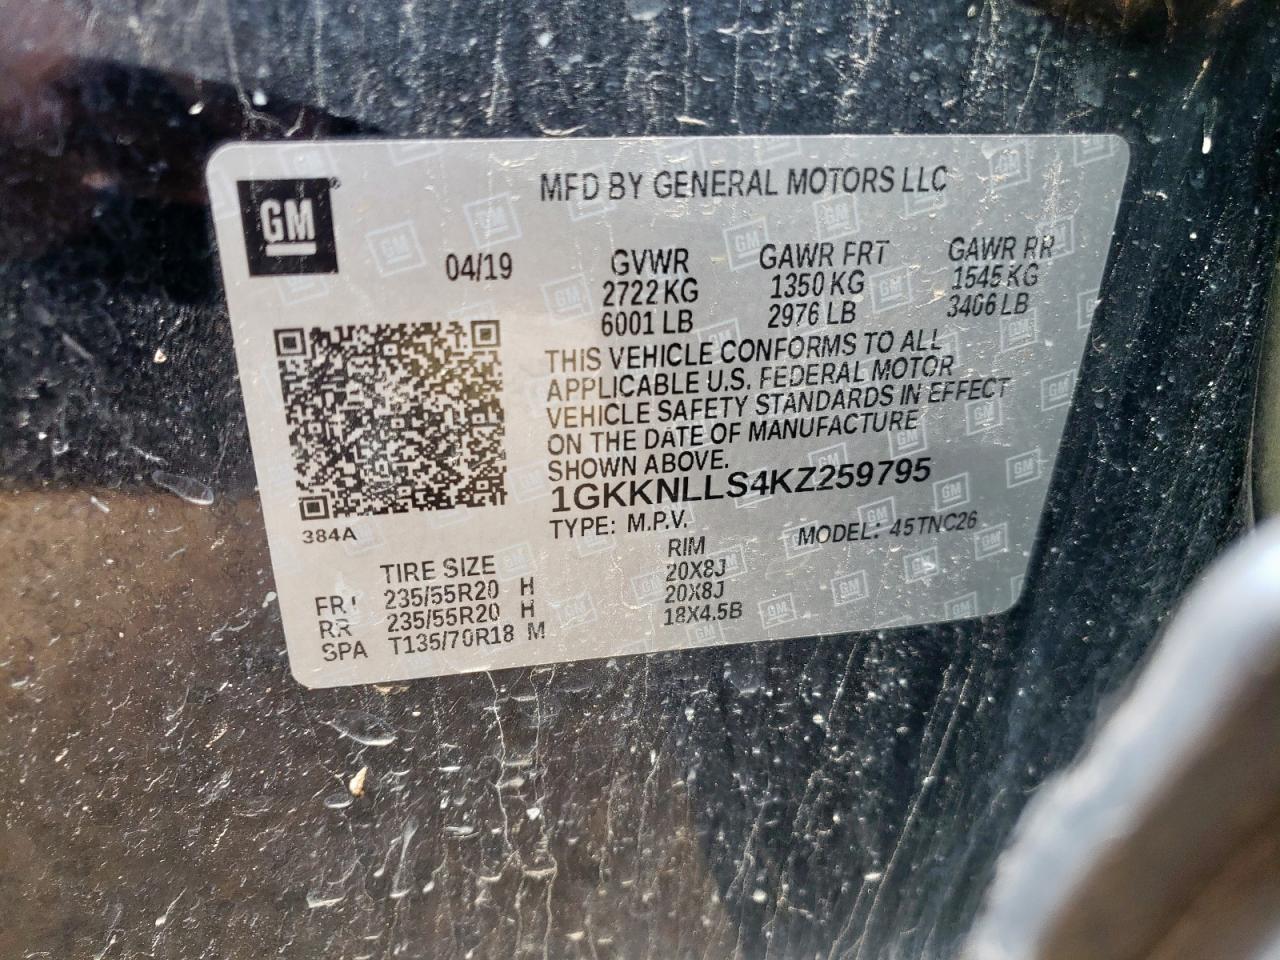 GM
MFD BY GENERAL MOTORS LLC
04/19 GVWR GAWR FRT GAWR RR
2722 KG 1350 KG 1545 KG
6001 LB 2976 LB 3406 LB
THIS VEHICLE CONFORMS TO ALL
APPLICABLE U.S. FEDERAL MOTOR
VEHICLE SAFETY STANDARDS IN EFFECT
ON THE DATE OF MANUFACTURE
SHOWN ABOVE.
1GKKNLLS4KZ259795
384A
TYPE: M.P.V. MODEL: 45TNC26
TIRE SIZE RIM
FRT 235/55R20 H 20X8J
RR 235/55R20 H 20X8J
SPA T135/70R18 M 18X4.5B